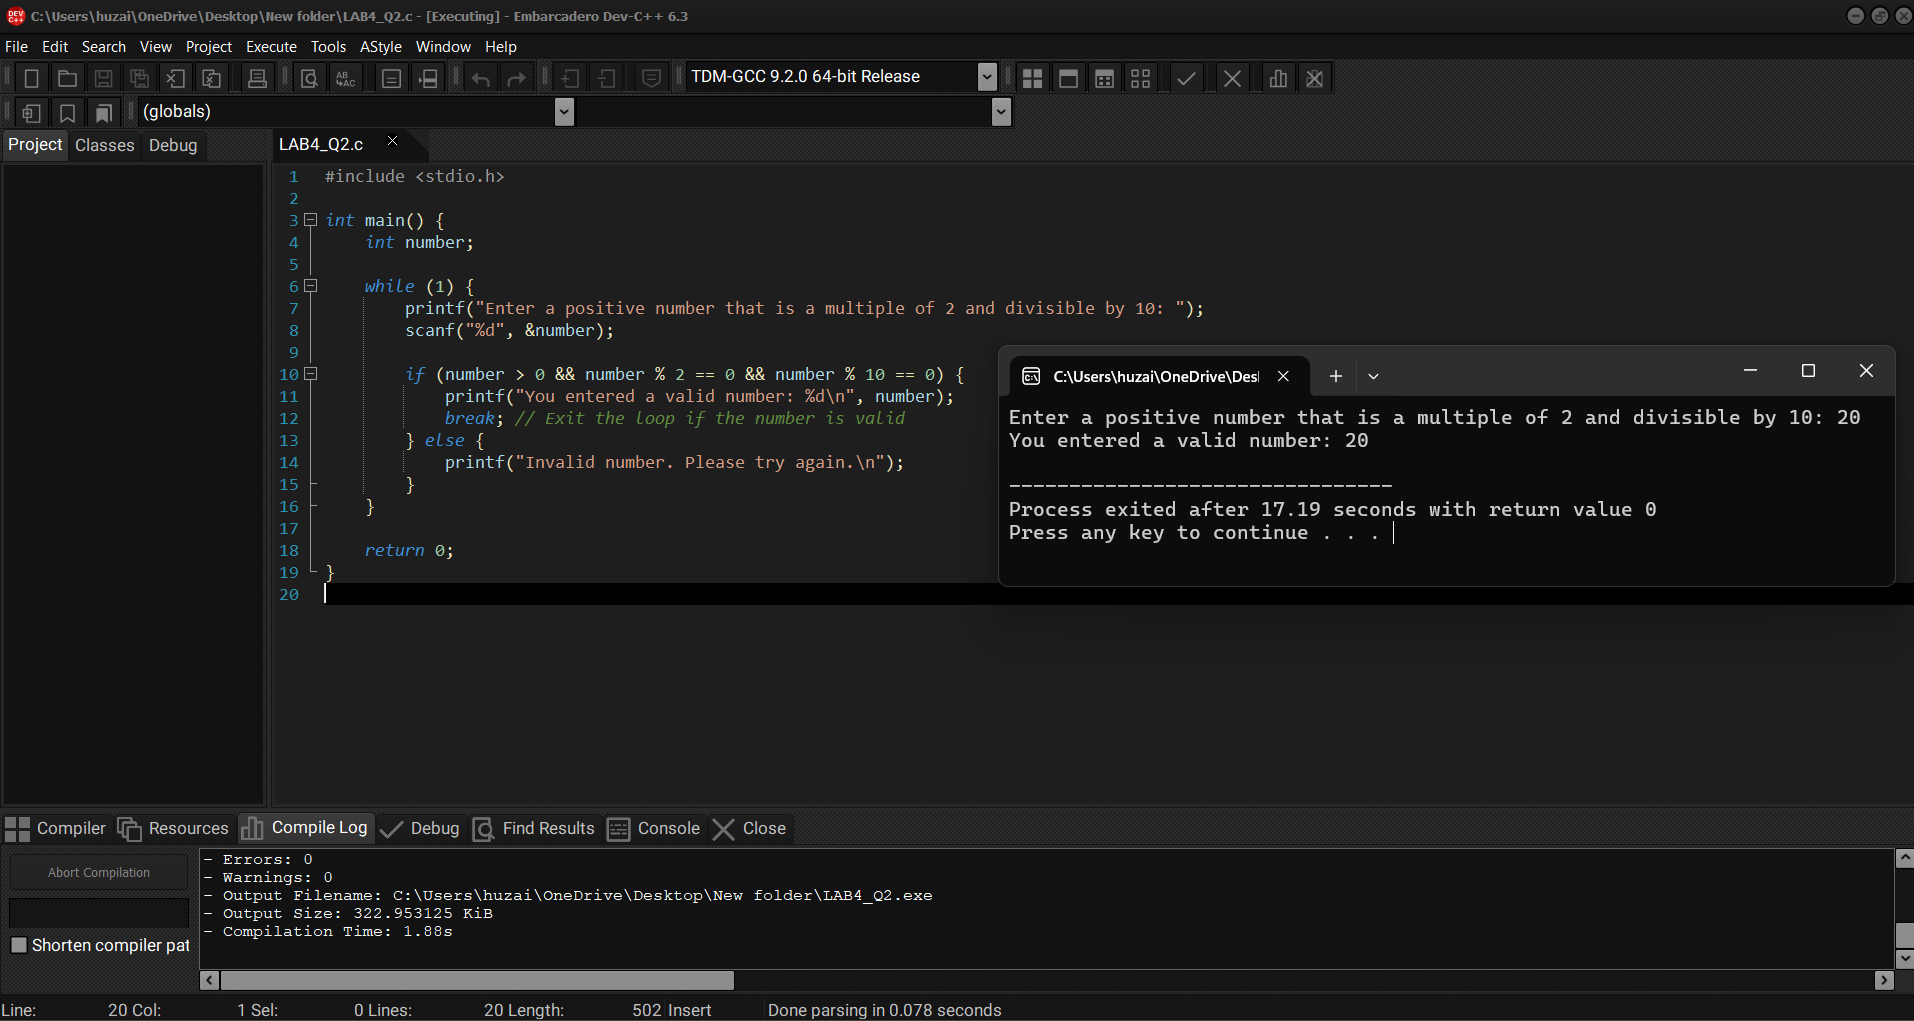 C:\Users\huzai\OneDrive\Desktop\New folder\LAB4_Q2.c - [Executing] - Embarcadero Dev-C++ 6.3
File Edit Search View Project Execute Tools AStyle Window Help
TDM-GCC 9.2.0 64-bit Release
(globals)
Project Classes Debug
LAB4_Q2.c
1 #include <stdio.h>
2
3 int main() {
4     int number;
5
6     while (1) {
7         printf("Enter a positive number that is a multiple of 2 and divisible by 10: ");
8         scanf("%d", &number);
9
10         if (number > 0 && number % 2 == 0 && number % 10 == 0) {
11             printf("You entered a valid number: %d\n", number);
12             break; // Exit the loop if the number is valid
13         } else {
14             printf("Invalid number. Please try again.\n");
15         }
16     }
17
18     return 0;
19 }
20
C:\Users\huzai\OneDrive\Des
Enter a positive number that is a multiple of 2 and divisible by 10: 20
You entered a valid number: 20
--------------------------------
Process exited after 17.19 seconds with return value 0
Press any key to continue . . .
Compiler Resources Compile Log Debug Find Results Console Close
Abort Compilation
Shorten compiler pat
- Errors: 0
- Warnings: 0
- Output Filename: C:\Users\huzai\OneDrive\Desktop\New folder\LAB4_Q2.exe
- Output Size: 322.953125 KiB
- Compilation Time: 1.88s
Line: 20 Col: 1 Sel: 0 Lines: 20 Length: 502 Insert Done parsing in 0.078 seconds